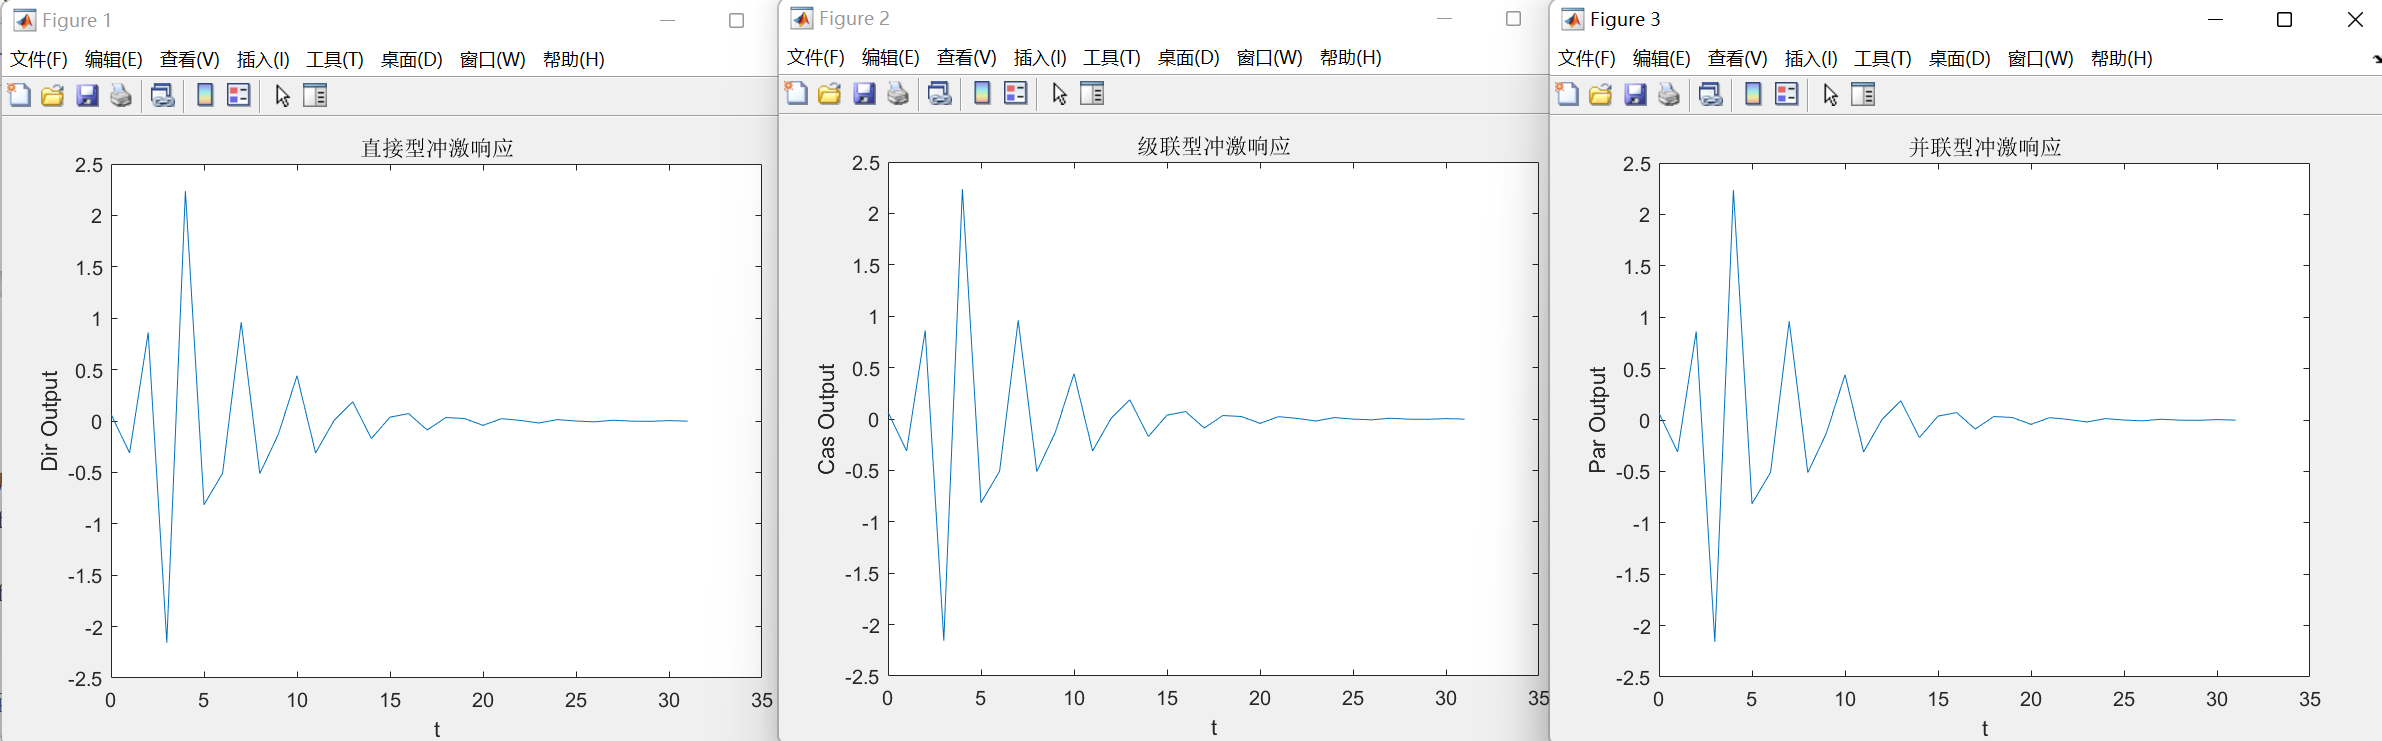 Figure 1
文件(F) 编辑(E) 查看(V) 插入(I) 工具(T) 桌面(D) 窗口(W) 帮助(H)
直接型冲激响应
2.5
2
1.5
1
0.5
0
-0.5
-1
-1.5
-2
-2.5
Dir Output
0 5 10 15 20 25 30 35
t
Figure 2
文件(F) 编辑(E) 查看(V) 插入(I) 工具(T) 桌面(D) 窗口(W) 帮助(H)
级联型冲激响应
2.5
2
1.5
1
0.5
0
-0.5
-1
-1.5
-2
-2.5
Cas Output
0 5 10 15 20 25 30 35
t
Figure 3
文件(F) 编辑(E) 查看(V) 插入(I) 工具(T) 桌面(D) 窗口(W) 帮助(H)
并联型冲激响应
2.5
2
1.5
1
0.5
0
-0.5
-1
-1.5
-2
-2.5
Par Output
0 5 10 15 20 25 30 35
t